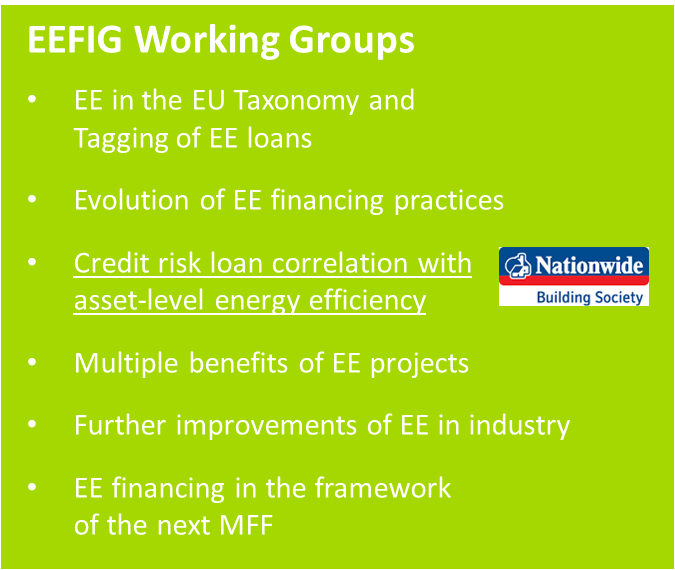 EEFIG Working Groups
• EE in the EU Taxonomy and
Tagging of EE loans
• Evolution of EE financing practices
• Credit risk loan correlation with
asset-level energy efficiency
Nationwide
Building Society
• Multiple benefits of EE projects
• Further improvements of EE in industry
• EE financing in the framework
of the next MFF